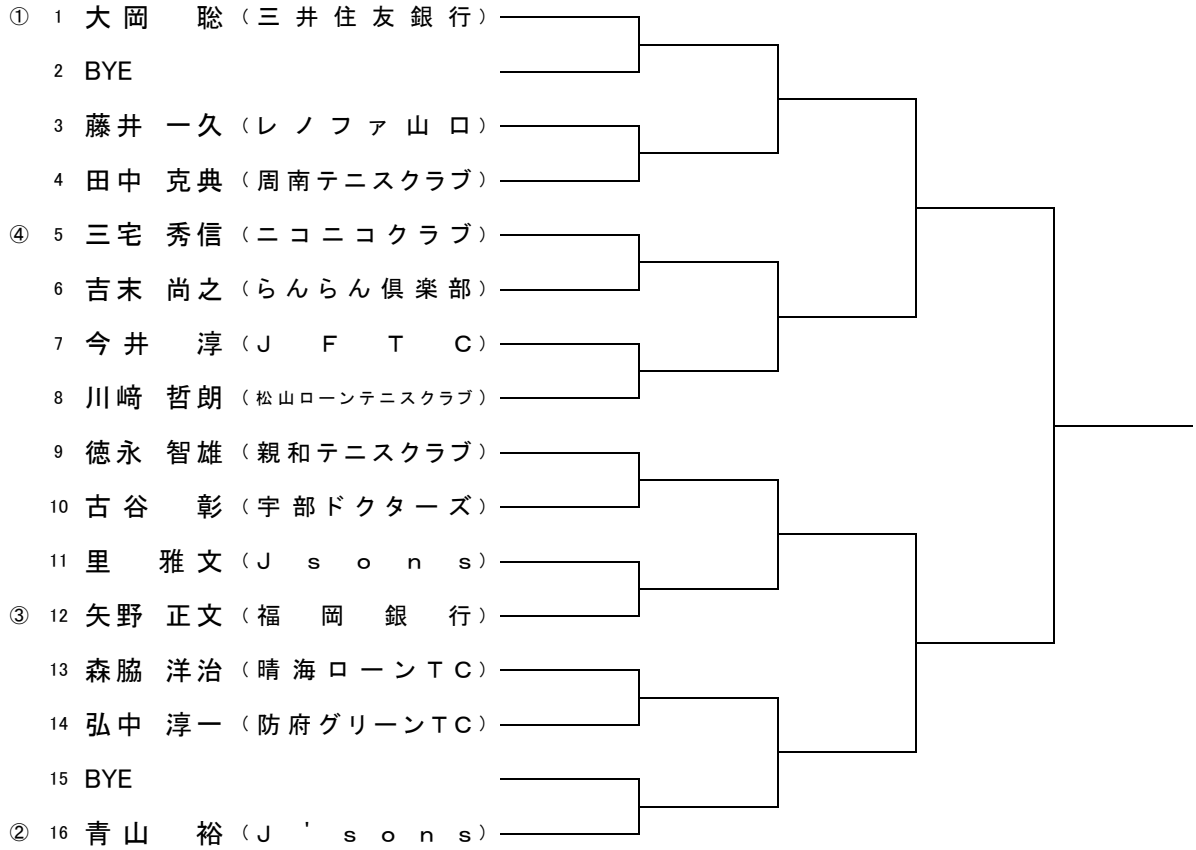 ① 1 大岡 聡 (三井住友銀行)
2 BYE
3 藤井 一久 (レノファ山口)
4 田中 克典 (周南テニスクラブ)
④ 5 三宅 秀信 (ニコニコクラブ)
6 吉末 尚之 (らんらん倶楽部)
7 今井 淳 (JFTC)
8 川﨑 哲朗 (松山ローンテニスクラブ)
9 徳永 智雄 (親和テニスクラブ)
10 古谷 彰 (宇部ドクターズ)
11 里 雅文 (Jsons)
③ 12 矢野 正文 (福岡銀行)
13 森脇 洋治 (晴海ローンTC)
14 弘中 淳一 (防府グリーンTC)
15 BYE
② 16 青山 裕 (J'sons)